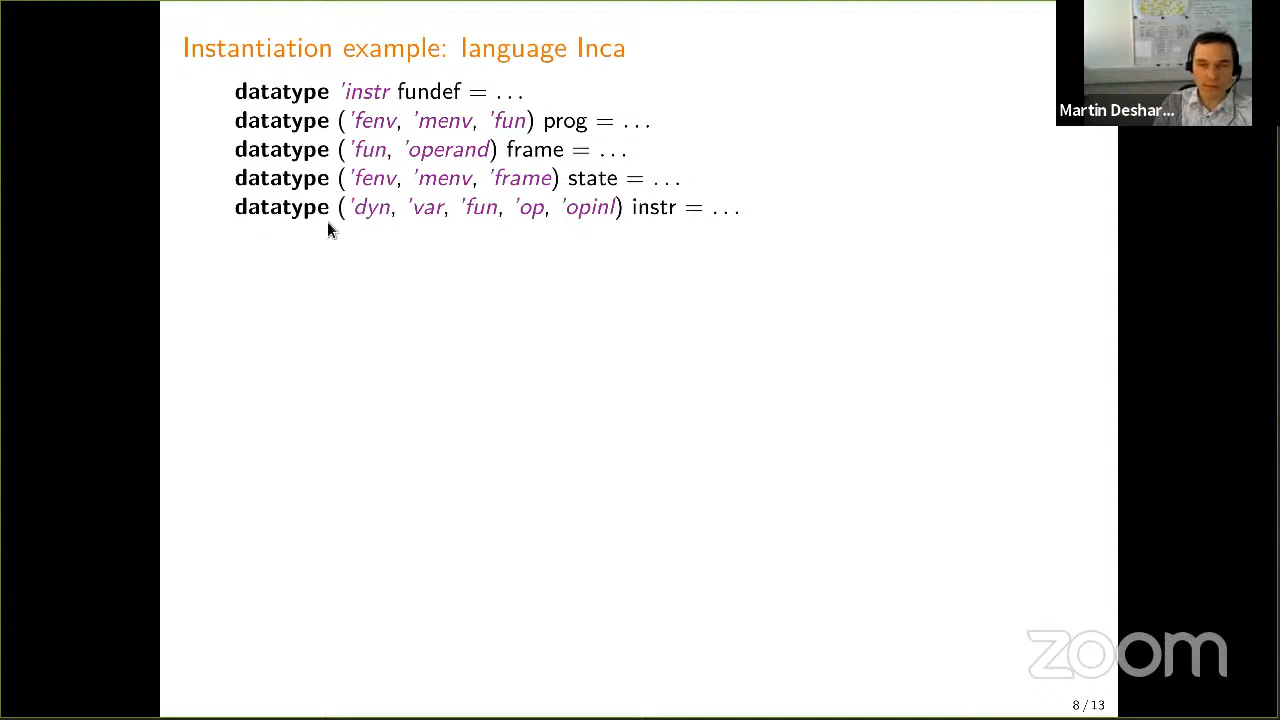 Instantiation example: language Inca
datatype 'instr fundef = ...
datatype ('fenv, 'menv, 'fun) prog = ...
datatype ('fun, 'operand) frame = ...
datatype ('fenv, 'menv, 'frame) state = ...
datatype ('dyn, 'var, 'fun, 'op, 'opinl) instr = ...
Martin Deshar...
zoom
8 / 13